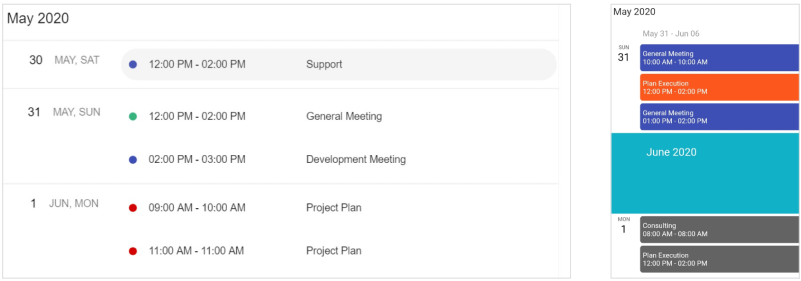 May 2020
30 MAY, SAT 12:00 PM - 02:00 PM Support
31 MAY, SUN 12:00 PM - 02:00 PM General Meeting
02:00 PM - 03:00 PM Development Meeting
1 JUN, MON 09:00 AM - 10:00 AM Project Plan
11:00 AM - 11:00 AM Project Plan
May 2020
May 31 - Jun 06
SUN
31
General Meeting
10:00 AM - 10:00 AM
Plan Execution
12:00 PM - 02:00 PM
General Meeting
01:00 PM - 02:00 PM
June 2020
MON
1
Consulting
08:00 AM - 08:00 AM
Plan Execution
12:00 PM - 02:00 PM